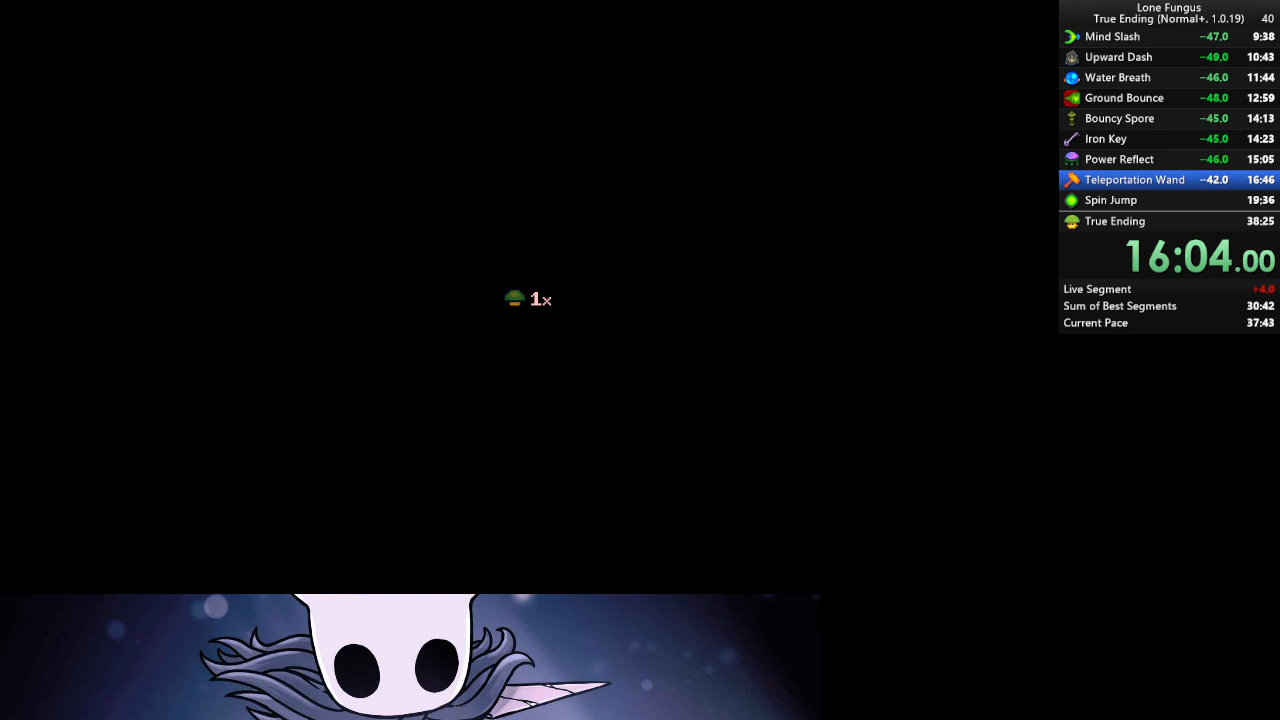 Lone Fungus
True Ending (Normal+, 1.0.19) 40
Mind Slash −47.0 9:38
Upward Dash −49.0 10:43
Water Breath −46.0 11:44
Ground Bounce −48.0 12:59
Bouncy Spore −45.0 14:13
Iron Key −45.0 14:23
Power Reflect −46.0 15:05
Teleportation Wand −42.0 16:46
Spin Jump 19:36
True Ending 38:25
16:04.00
Live Segment +4.0
Sum of Best Segments 30:42
Current Pace 37:43
1x